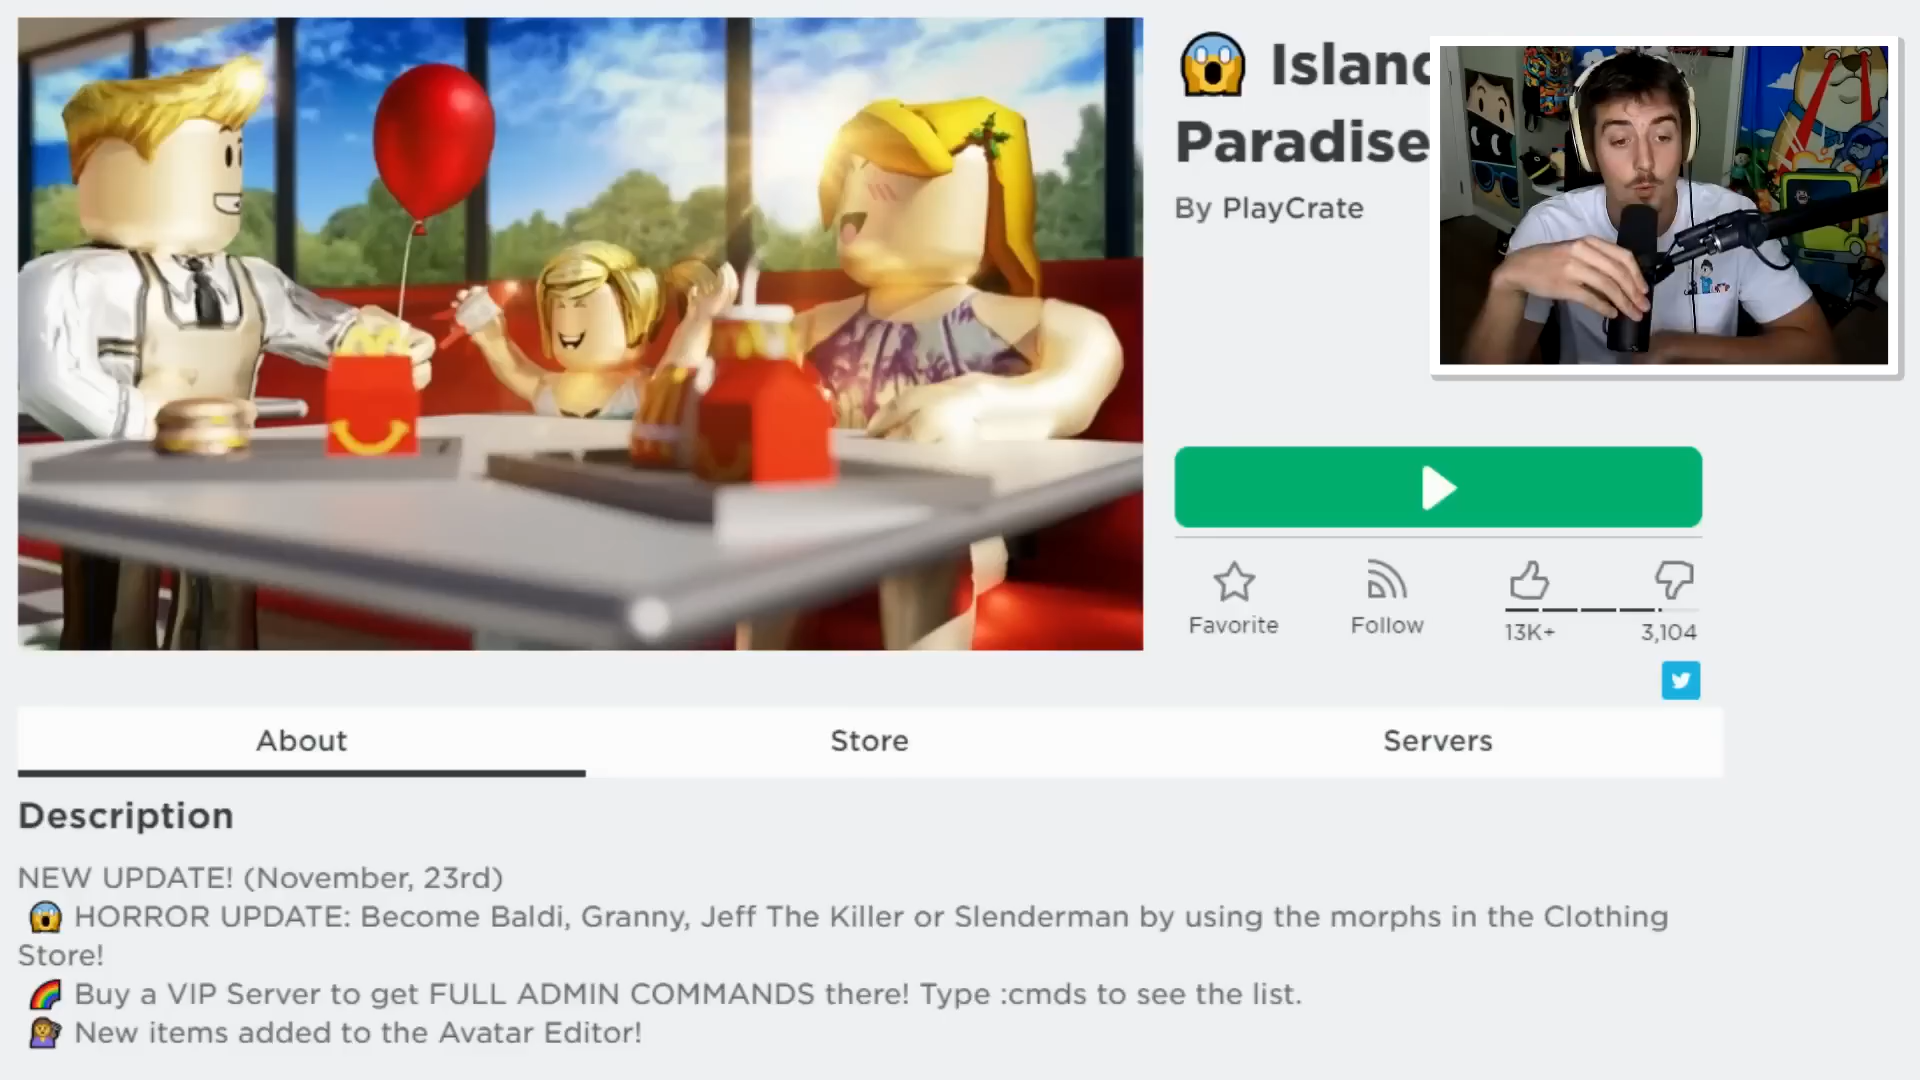 Island
Paradise
By PlayCrate
Favorite
Follow
13K+
3,104
About
Store
Servers
Description
NEW UPDATE! (November, 23rd)
😱 HORROR UPDATE: Become Baldi, Granny, Jeff The Killer or Slenderman by using the morphs in the Clothing
Store!
🌈 Buy a VIP Server to get FULL ADMIN COMMANDS there! Type :cmds to see the list.
💇 New items added to the Avatar Editor!